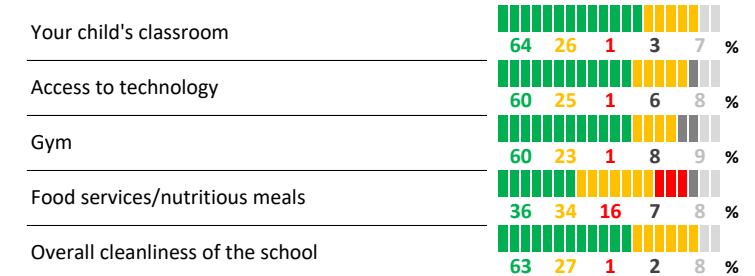 Your child's classroom
64 26 1 3 7 %
Access to technology
60 25 1 6 8 %
Gym
60 23 1 8 9 %
Food services/nutritious meals
36 34 16 7 8 %
Overall cleanliness of the school
63 27 1 2 8 %